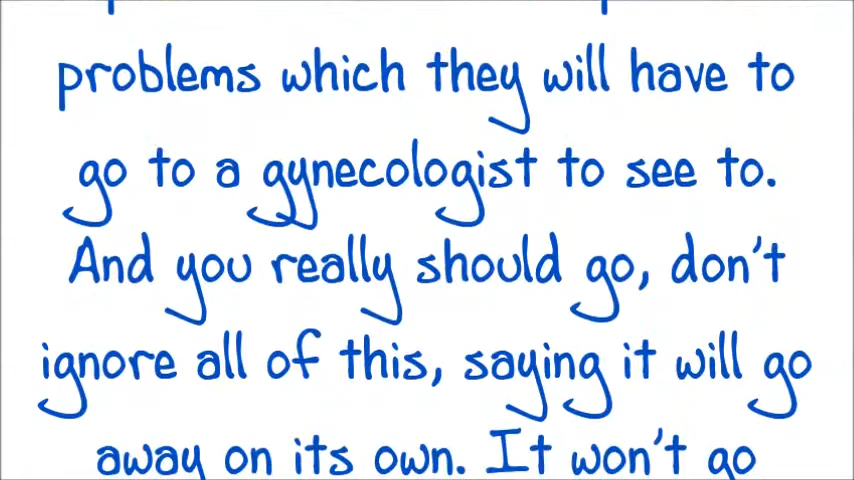 problems which they will have to
go to a gynecologist to see to.
And you really should go, don't
ignore all of this, saying it will go
away on its own. It won't go